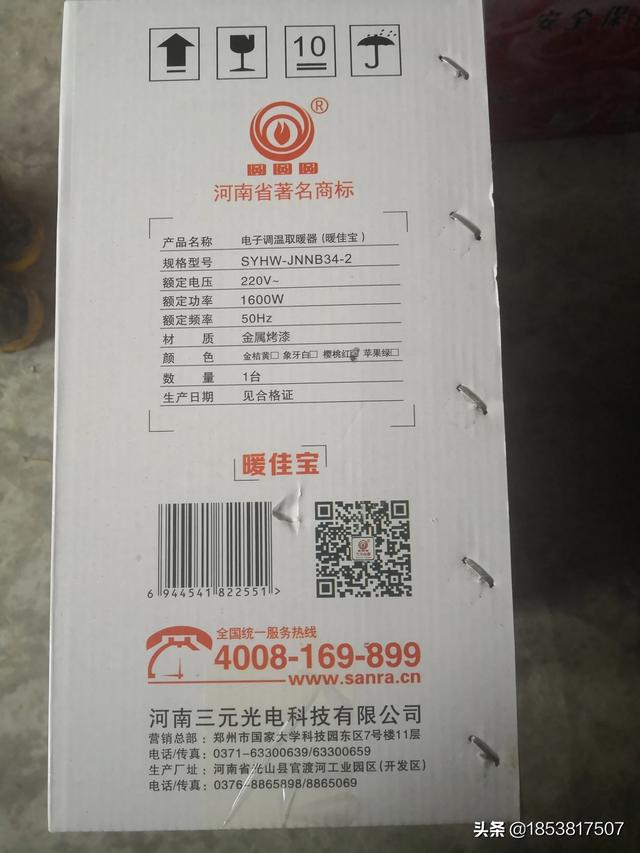 安全
10
®
圆圆圆
河南省著名商标
产品名称 电子调温取暖器(暖佳宝)
规格型号 SYHW-JNNB34-2
额定电压 220V~
额定功率 1600W
额定频率 50Hz
材 质 金属烤漆
颜 色 金桔黄□ 象牙白□ 樱桃红□ 苹果绿□
数 量 1台
生产日期 见合格证
暖佳宝
6 944541 822551>
全国统一服务热线
4008-169-899
www.sanra.cn
河南三元光电科技有限公司
营销总部：郑州市国家大学科技园东区7号楼11层
电话/传真：0371-63300639/63300659
生产厂址：河南省光山县官渡河工业园区(开发区)
电话/传真：0376-8865898/8865069
头条 @1853817507